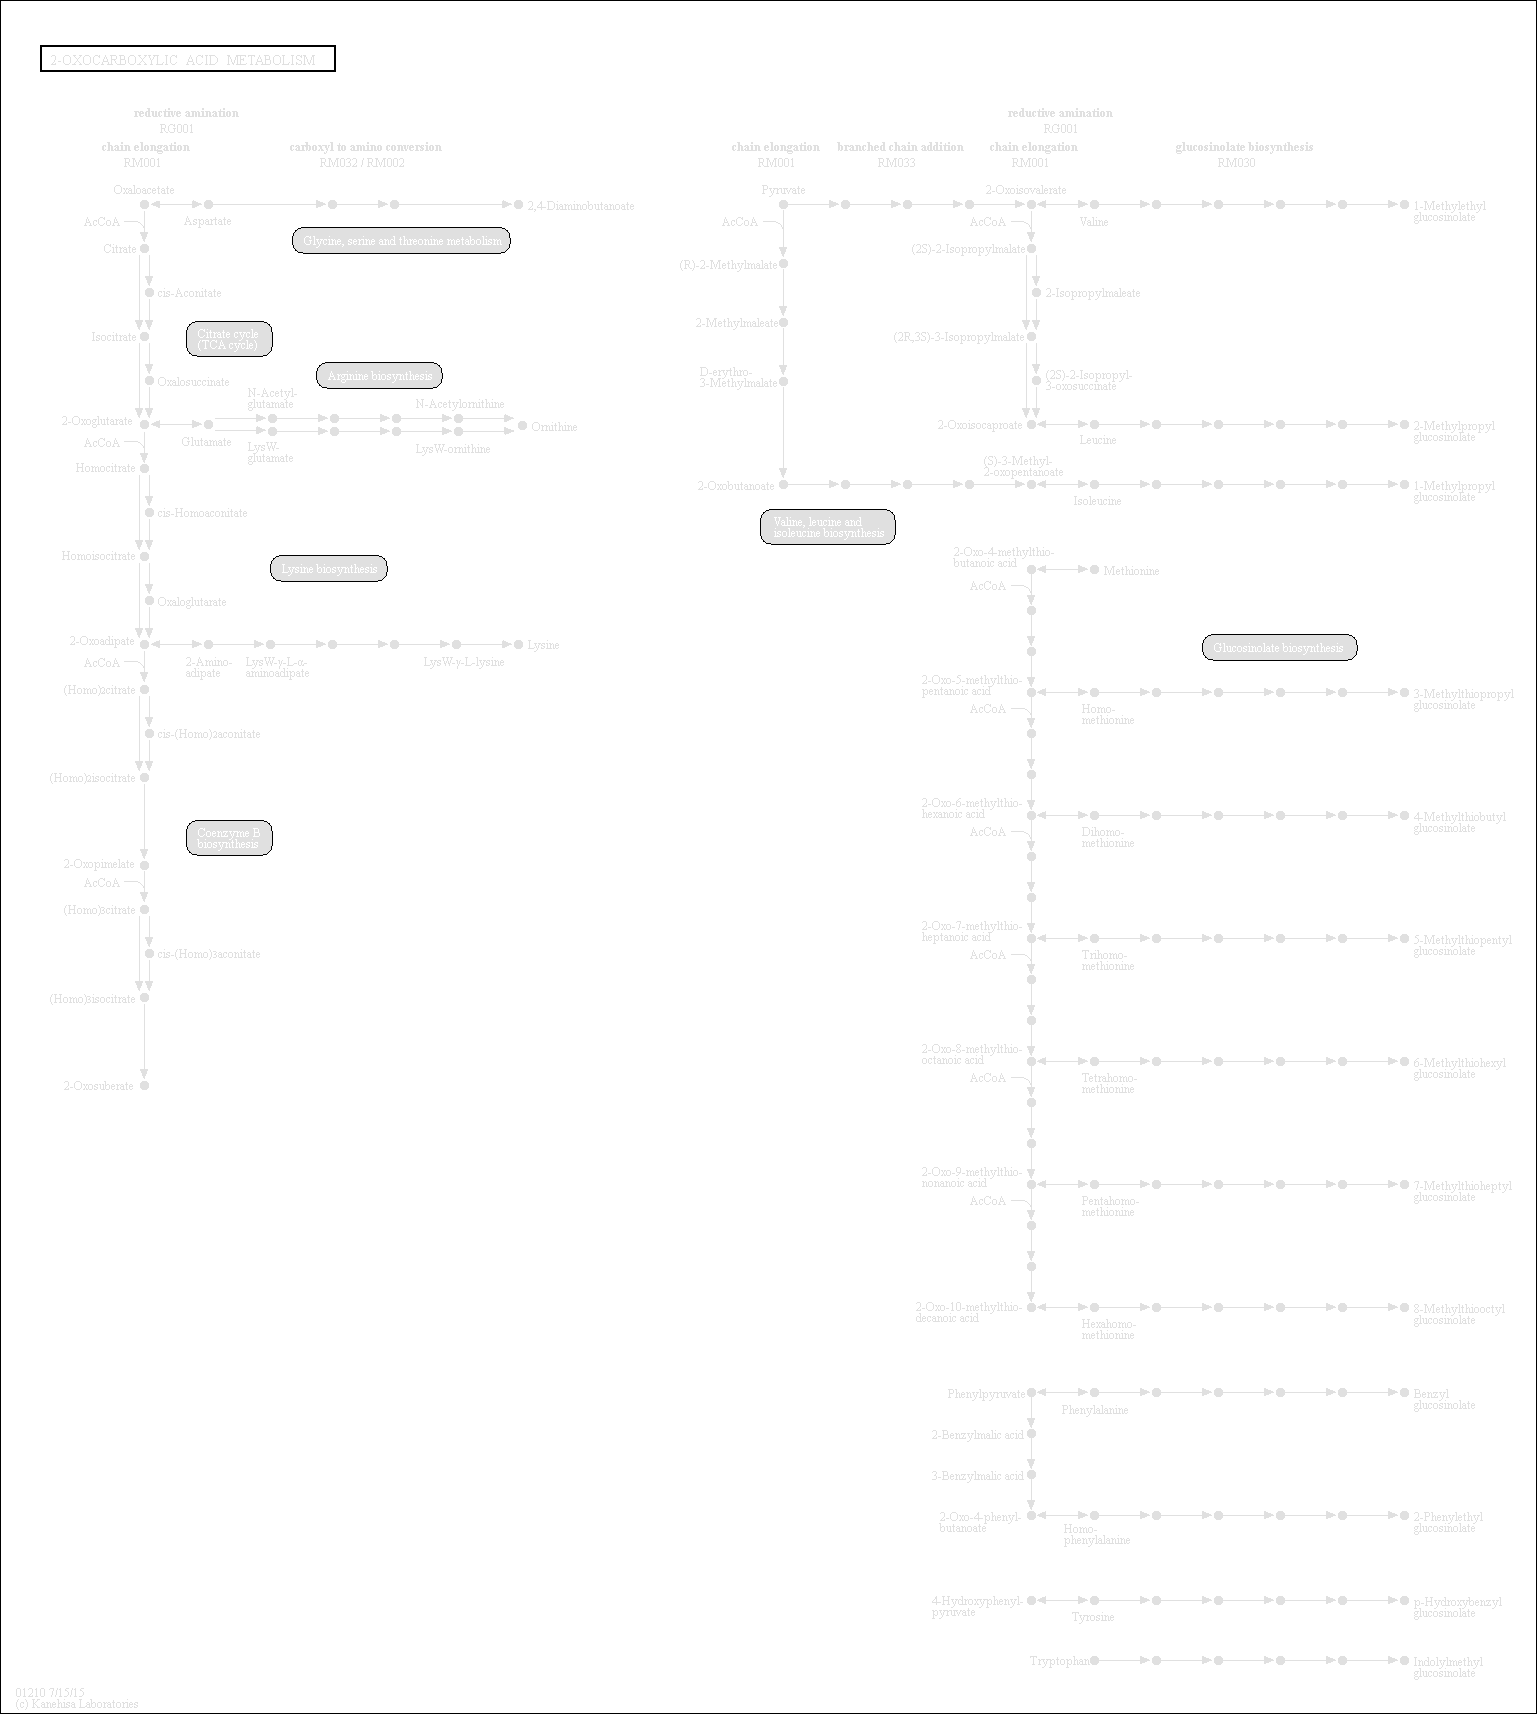 2-OXOCARBOXYLIC ACID METABOLISM
reductive amination
RG001
chain elongation
RM001
carboxyl to amino conversion
RM032 / RM002
Oxaloacetate
AcCoA
Aspartate
2,4-Diaminobutanoate
Citrate
Glycine, serine and threonine metabolism
cis-Aconitate
Isocitrate
Citrate cycle
(TCA cycle)
Arginine biosynthesis
Oxalosuccinate
N-Acetyl-
glutamate
N-Acetylornithine
2-Oxoglutarate
Glutamate
Ornithine
AcCoA
LysW-
glutamate
LysW-ornithine
Homocitrate
cis-Homoaconitate
Homoisocitrate
Lysine biosynthesis
Oxaloglutarate
2-Oxoadipate
Lysine
AcCoA
2-Amino-
adipate
LysW-γ-L-α-
aminoadipate
LysW-γ-L-lysine
(Homo)2citrate
cis-(Homo)2aconitate
(Homo)2isocitrate
Coenzyme B
biosynthesis
2-Oxopimelate
AcCoA
(Homo)3citrate
cis-(Homo)3aconitate
(Homo)3isocitrate
2-Oxosuberate
reductive amination
RG001
chain elongation
RM001
branched chain addition
RM033
chain elongation
RM001
glucosinolate biosynthesis
RM030
Pyruvate
2-Oxoisovalerate
AcCoA
AcCoA
Valine
1-Methylethyl
glucosinolate
(R)-2-Methylmalate
(2S)-2-Isopropylmalate
2-Isopropylmaleate
2-Methylmaleate
(2R,3S)-3-Isopropylmalate
D-erythro-
3-Methylmalate
(2S)-2-Isopropyl-
3-oxosuccinate
2-Oxoisocaproate
Leucine
2-Methylpropyl
glucosinolate
(S)-3-Methyl-
2-oxopentanoate
2-Oxobutanoate
Isoleucine
1-Methylpropyl
glucosinolate
Valine, leucine and
isoleucine biosynthesis
2-Oxo-4-methylthio-
butanoic acid
Methionine
AcCoA
Glucosinolate biosynthesis
2-Oxo-5-methylthio-
pentanoic acid
AcCoA
Homo-
methionine
3-Methylthiopropyl
glucosinolate
2-Oxo-6-methylthio-
hexanoic acid
AcCoA
Dihomo-
methionine
4-Methylthiobutyl
glucosinolate
2-Oxo-7-methylthio-
heptanoic acid
AcCoA
Trihomo-
methionine
5-Methylthiopentyl
glucosinolate
2-Oxo-8-methylthio-
octanoic acid
AcCoA
Tetrahomo-
methionine
6-Methylthiohexyl
glucosinolate
2-Oxo-9-methylthio-
nonanoic acid
AcCoA
Pentahomo-
methionine
7-Methylthioheptyl
glucosinolate
2-Oxo-10-methylthio-
decanoic acid
Hexahomo-
methionine
8-Methylthiooctyl
glucosinolate
Phenylpyruvate
Phenylalanine
Benzyl
glucosinolate
2-Benzylmalic acid
3-Benzylmalic acid
2-Oxo-4-phenyl-
butanoate
Homo-
phenylalanine
2-Phenylethyl
glucosinolate
4-Hydroxyphenyl-
pyruvate
Tyrosine
p-Hydroxybenzyl
glucosinolate
Tryptophan
Indolylmethyl
glucosinolate
01210 7/15/15
(c) Kanehisa Laboratories